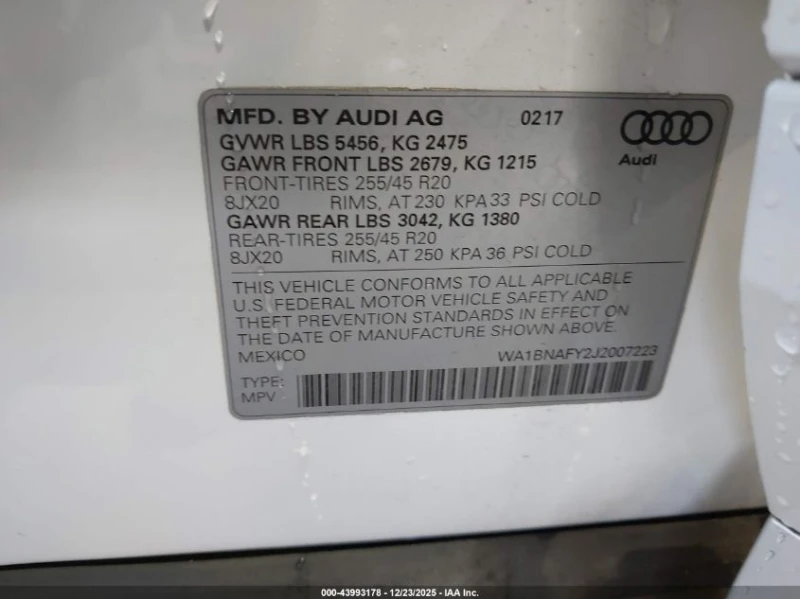 MFD. BY AUDI AG 0217
GVWR LBS 5456, KG 2475
GAWR FRONT LBS 2679, KG 1215
Audi
FRONT-TIRES 255/45 R20
8JX20 RIMS, AT 230 KPA 33 PSI COLD
GAWR REAR LBS 3042, KG 1380
REAR-TIRES 255/45 R20
8JX20 RIMS, AT 250 KPA 36 PSI COLD
THIS VEHICLE CONFORMS TO ALL APPLICABLE
U.S. FEDERAL MOTOR VEHICLE SAFETY AND
THEFT PREVENTION STANDARDS IN EFFECT ON
THE DATE OF MANUFACTURE SHOWN ABOVE.
MEXICO WA1BNAFY2J2007223
TYPE:
MPV
000-43993178 - 12/23/2025 - IAA Inc.